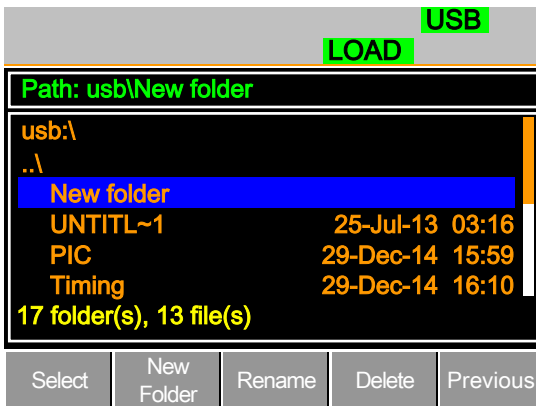 USB
LOAD
Path: usb\New folder
usb:\
..\
New folder
UNTITL~1 25-Jul-13 03:16
PIC 29-Dec-14 15:59
Timing 29-Dec-14 16:10
17 folder(s), 13 file(s)
Select New Folder Rename Delete Previous